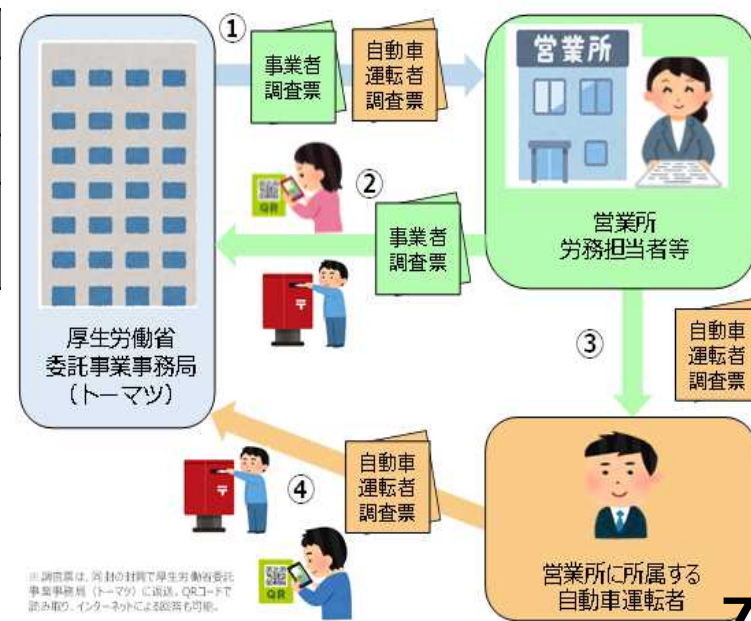 ①
事業者
調査票
自動車
運転者
調査票
営業所
営業所
労務担当者等
②
QR
事業者
調査票
〒
厚生労働省
委託事業事務局
（トーマツ）
③
自動車
運転者
調査票
自動車
運転者
調査票
④
〒
QR
営業所に所属する
自動車運転者
※調査票は、同封の封筒で厚生労働省委託
事業事務局（トーマツ）に返送。QRコードで
読み取り、インターネットによる回答も可能。
7